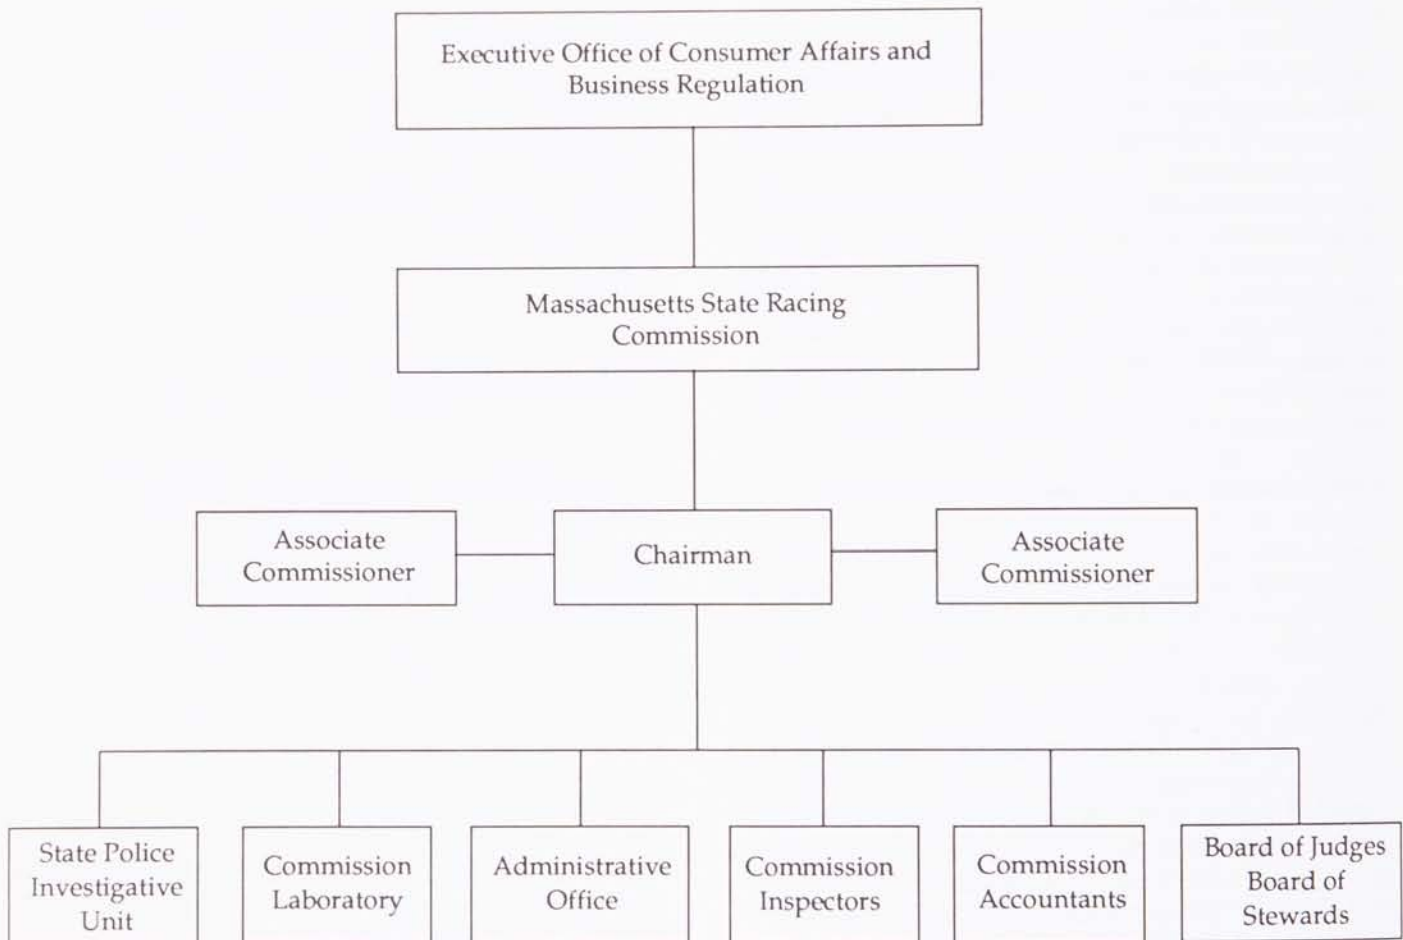 Executive Office of Consumer Affairs and
Business Regulation
Massachusetts State Racing
Commission
Associate
Commissioner
Chairman
Associate
Commissioner
State Police
Investigative
Unit
Commission
Laboratory
Administrative
Office
Commission
Inspectors
Commission
Accountants
Board of Judges
Board of
Stewards